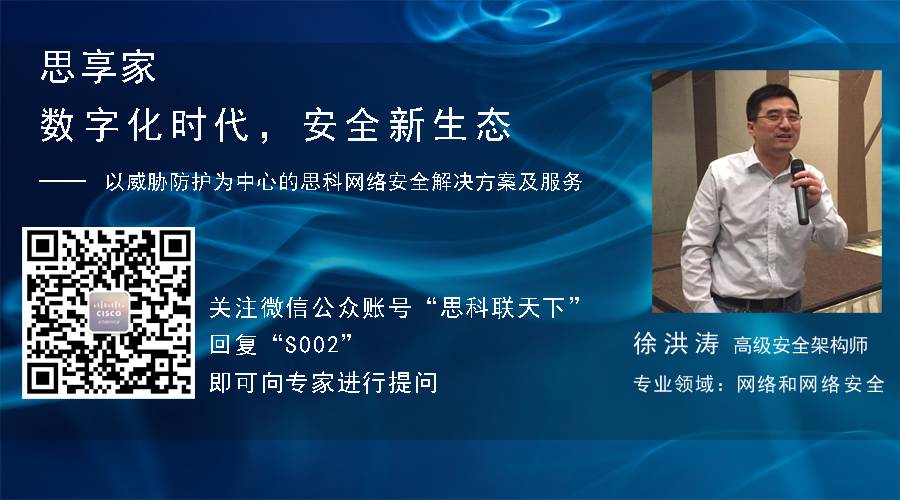 思享家
数字化时代，安全新生态
—— 以威胁防护为中心的思科网络安全解决方案及服务
CISCO
关注微信公众账号“思科联天下”
回复“S002”
即可向专家进行提问
徐洪涛 高级安全架构师
专业领域：网络和网络安全